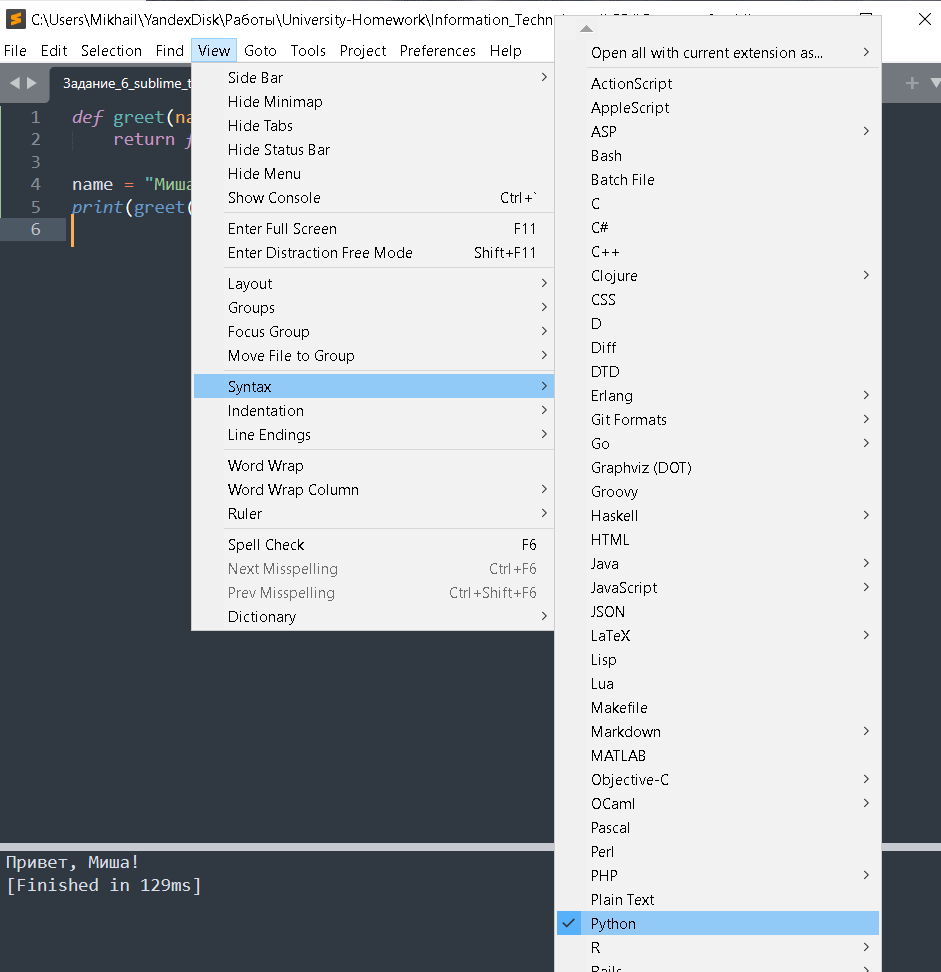 C:\Users\Mikhail\YandexDisk\Работы\University-Homework\Information_Techn
File Edit Selection Find View Goto Tools Project Preferences Help
Задание_6_sublime_t
1 def greet(na
2 return f
3
4 name = "Миша
5 print(greet(
6
Side Bar
Hide Minimap
Hide Tabs
Hide Status Bar
Hide Menu
Show Console Ctrl+`
Enter Full Screen F11
Enter Distraction Free Mode Shift+F11
Layout
Groups
Focus Group
Move File to Group
Syntax
Indentation
Line Endings
Word Wrap
Word Wrap Column
Ruler
Spell Check F6
Next Misspelling Ctrl+F6
Prev Misspelling Ctrl+Shift+F6
Dictionary
Open all with current extension as...
ActionScript
AppleScript
ASP
Bash
Batch File
C
C#
C++
Clojure
CSS
D
Diff
DTD
Erlang
Git Formats
Go
Graphviz (DOT)
Groovy
Haskell
HTML
Java
JavaScript
JSON
LaTeX
Lisp
Lua
Makefile
Markdown
MATLAB
Objective-C
OCaml
Pascal
Perl
PHP
Plain Text
Python
R
Rails
Привет, Миша!
[Finished in 129ms]